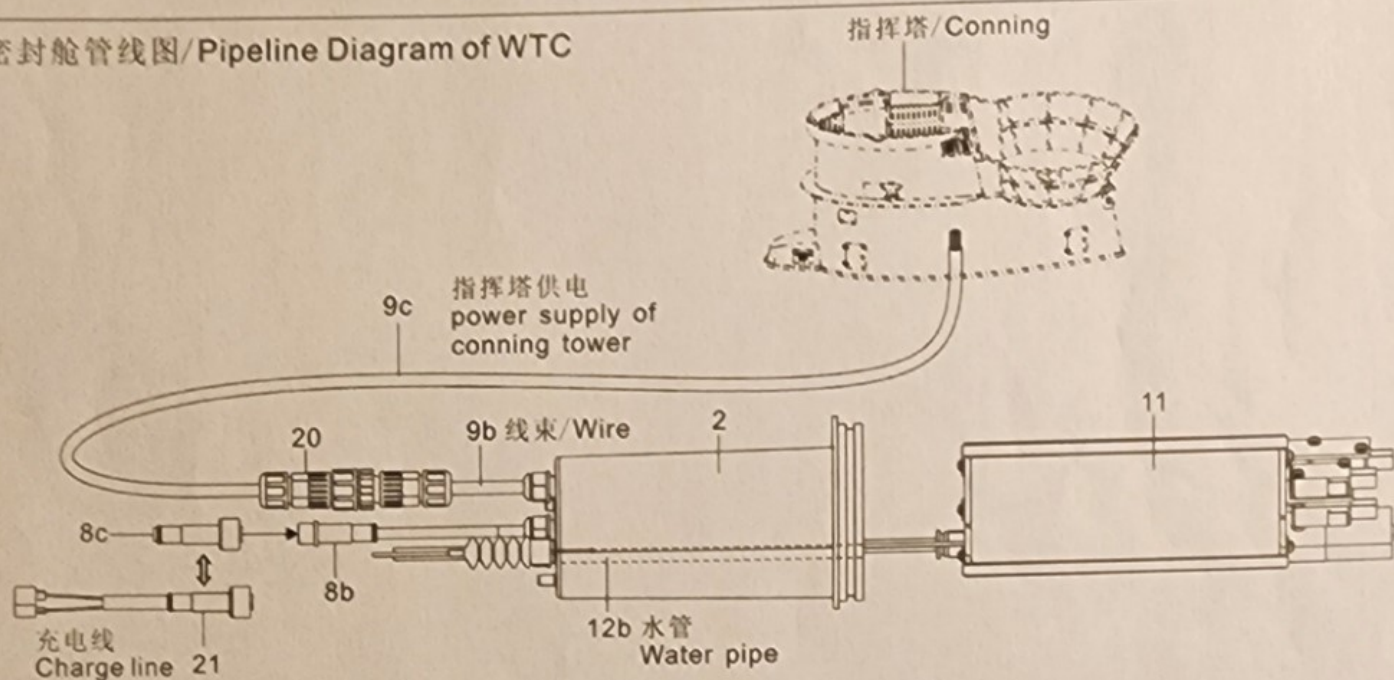 密封舱管线图/Pipeline Diagram of WTC
指挥塔/Conning
9c
指挥塔供电
power supply of
conning tower
20
9b 线束/Wire
2
11
8c
8b
12b 水管
Water pipe
充电线
Charge line 21